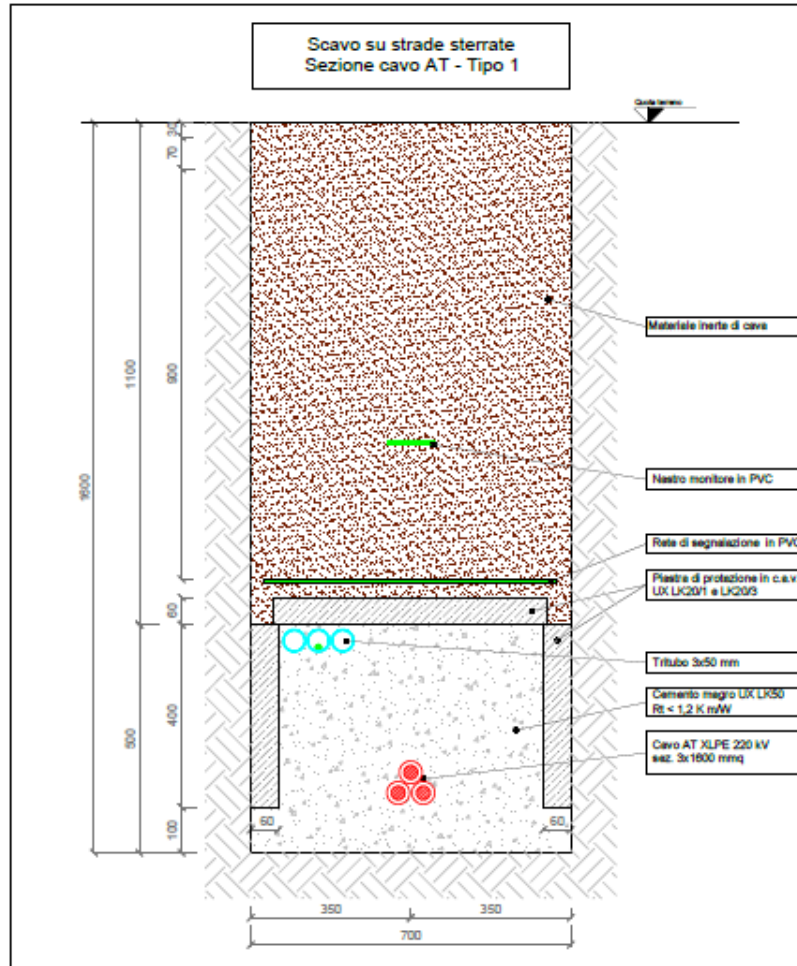 Scavo su strade sterrate
Sezione cavo AT - Tipo 1
Quota terreno
30
70
1100
900
1600
Materiale inerte di cava
Nastro monitore in PVC
Rete di segnalazione in PVC
Piastra di protezione in c.a.v
UX LK20/1 e LK20/3
60
Tritubo 3x50 mm
Cemento magro UX LK50
Rt < 1,2 K m/W
400
500
Cavo AT XLPE 220 kV
sez. 3x1600 mmq
100
60
60
350
350
700